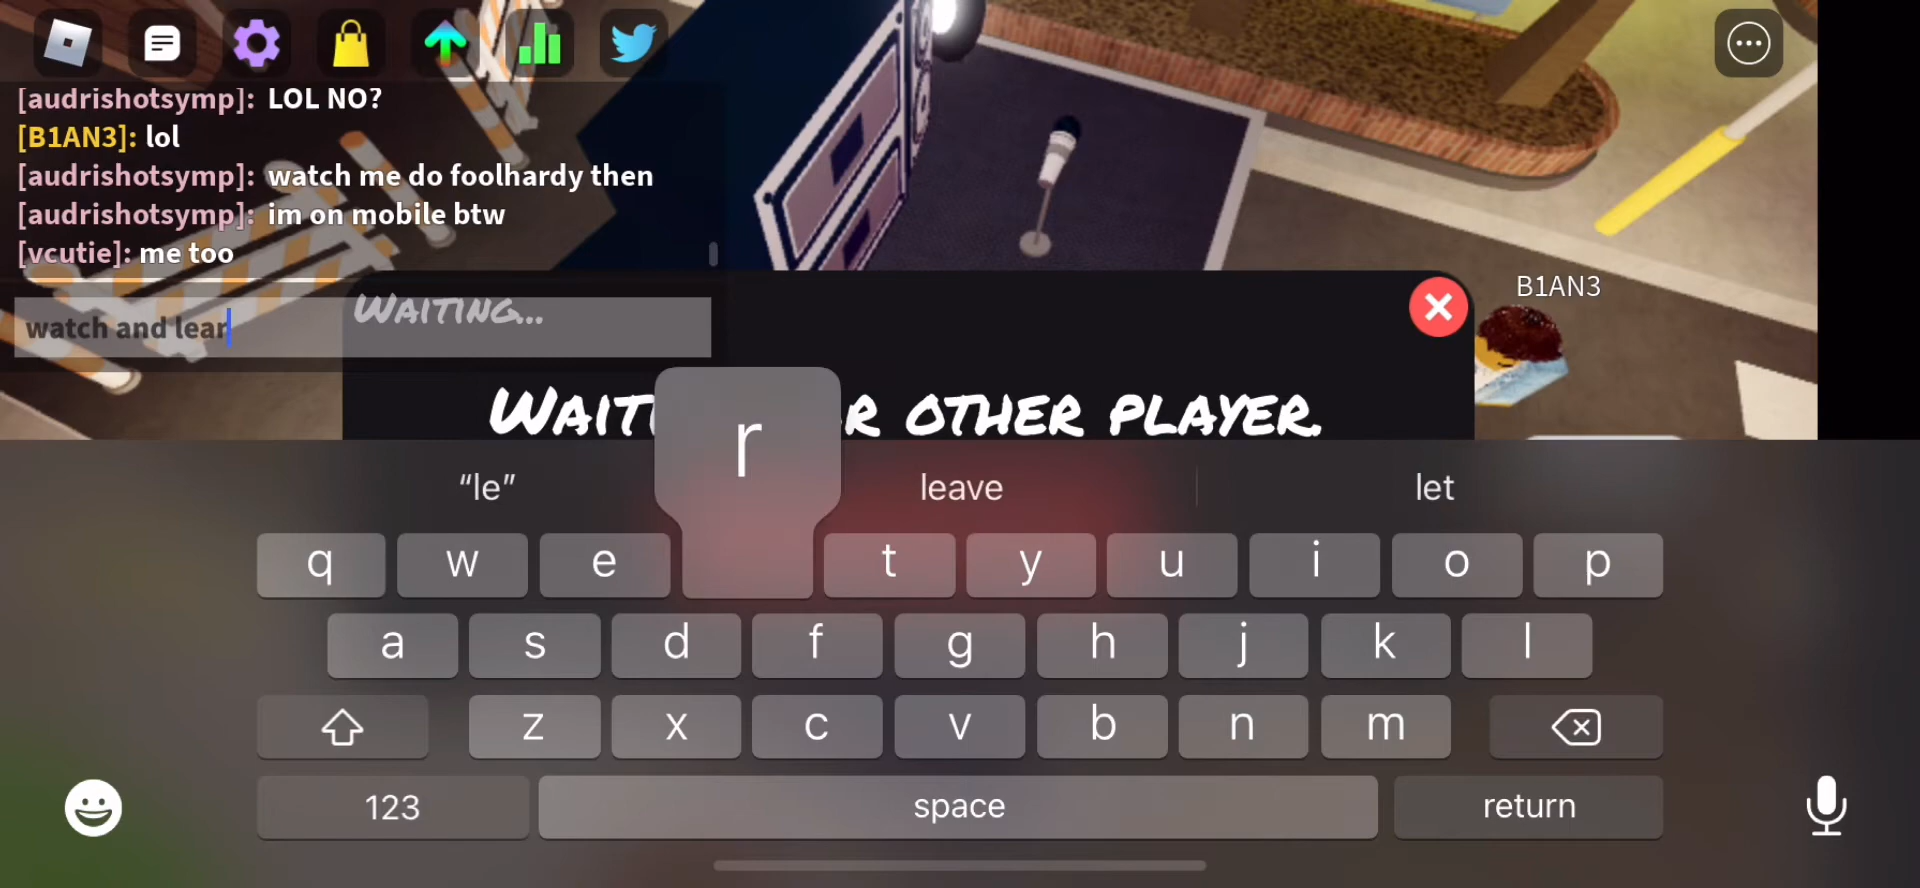 [audrishotsymp]: LOL NO?
[B1AN3]: lol
[audrishotsymp]: watch me do foolhardy then
[audrishotsymp]: im on mobile btw
[vcutie]: me too
B1AN3
watch and lear
WAITING...
WAIT R OTHER PLAYER.
r
“le” leave let
q w e t y u i o p
a s d f g h j k l
z x c v b n m
123 space return